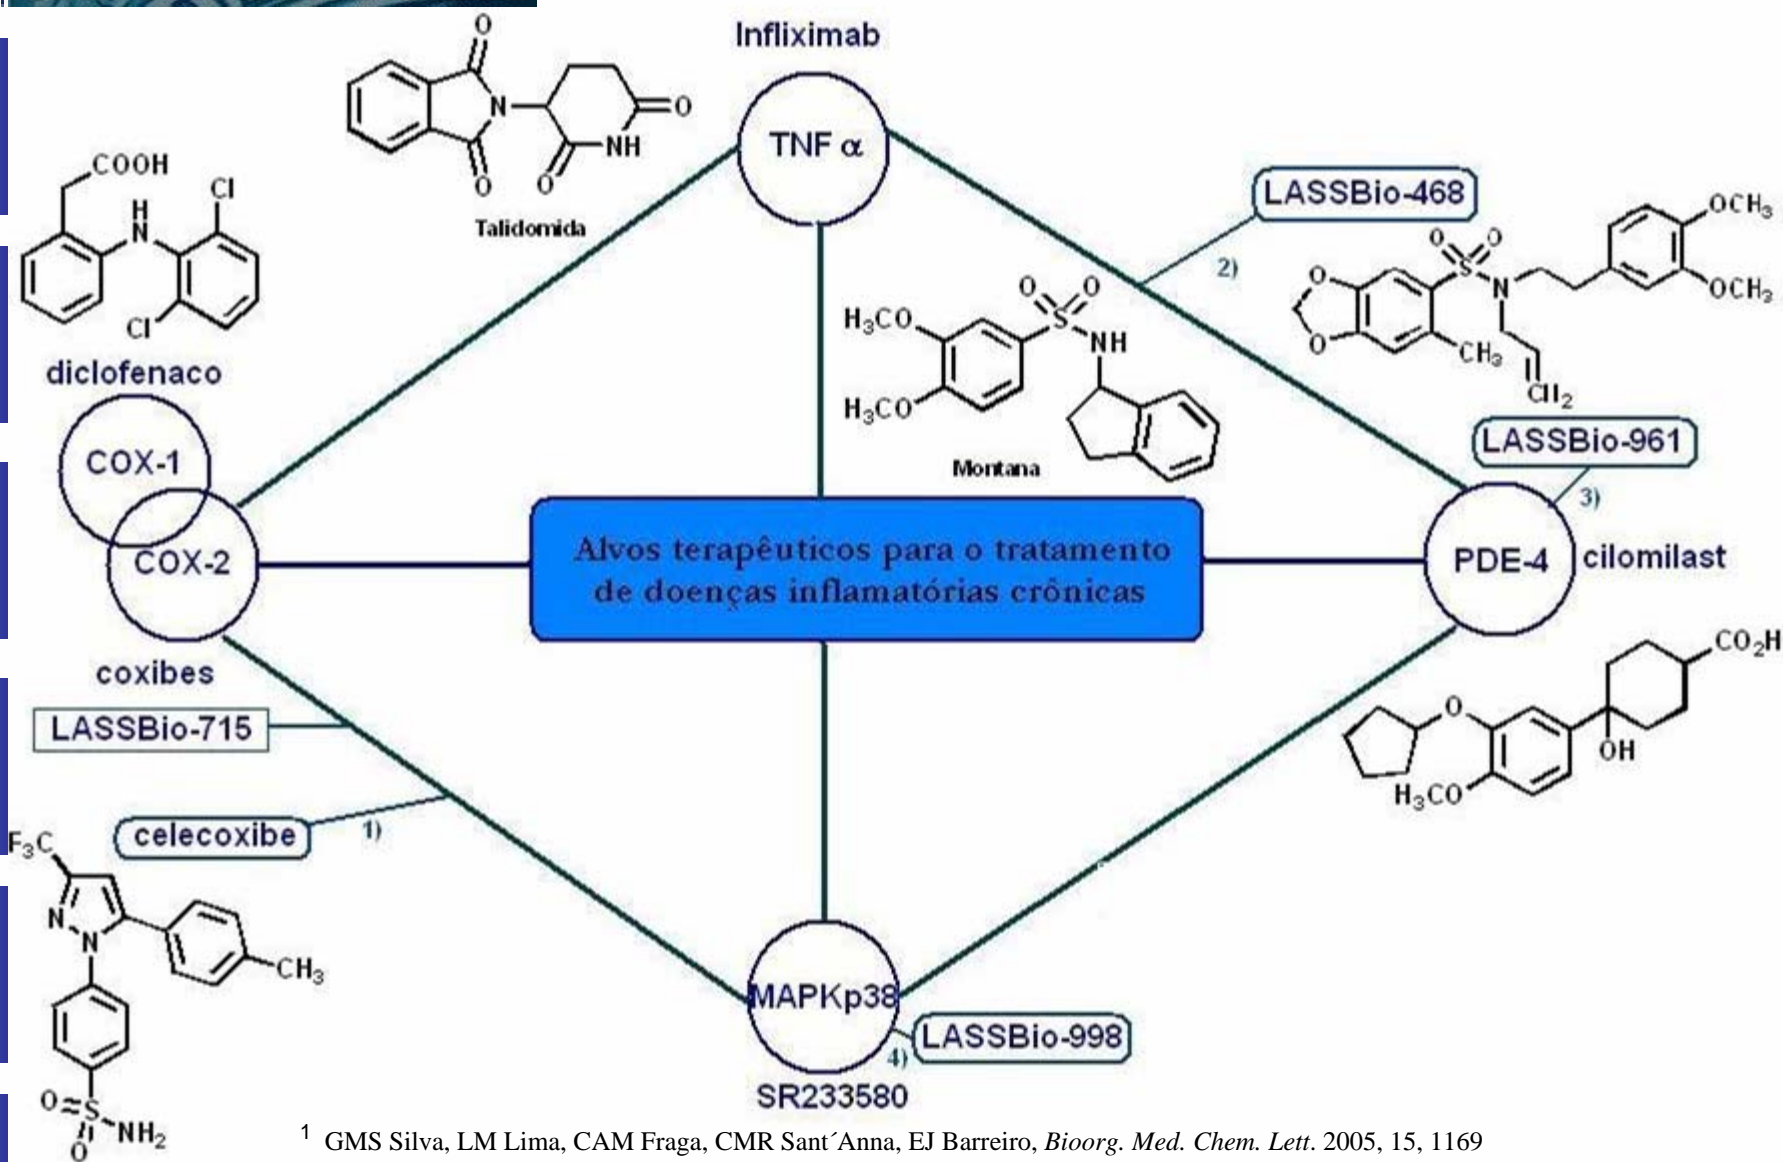 Infliximab
TNF α
O
O
N
O
O
NH
O
Talidomida
COOH
H
N
Cl
Cl
diclofenaco
COX-1
COX-2
coxibes
LASSBio-715
celecoxibe
1)
F₃C
N
N
CH₃
O
S
O
NH₂
LASSBio-468
2)
O
O
S
N
O
O
CH₃
CH₂
OCH₃
OCH₃
H₃CO
H₃CO
O
O
S
NH
Montana
LASSBio-961
3)
PDE-4
cilomilast
CO₂H
OH
O
H₃CO
Alvos terapêuticos para o tratamento
de doenças inflamatórias crônicas
MAPKp38
4)
LASSBio-998
SR233580
¹ GMS Silva, LM Lima, CAM Fraga, CMR Sant´Anna, EJ Barreiro, Bioorg. Med. Chem. Lett. 2005, 15, 1169